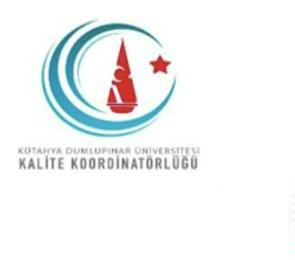 KÜTAHYA DUMLUPINAR ÜNİVERSİTESİ
KALİTE KOORDİNATÖRLÜĞÜ